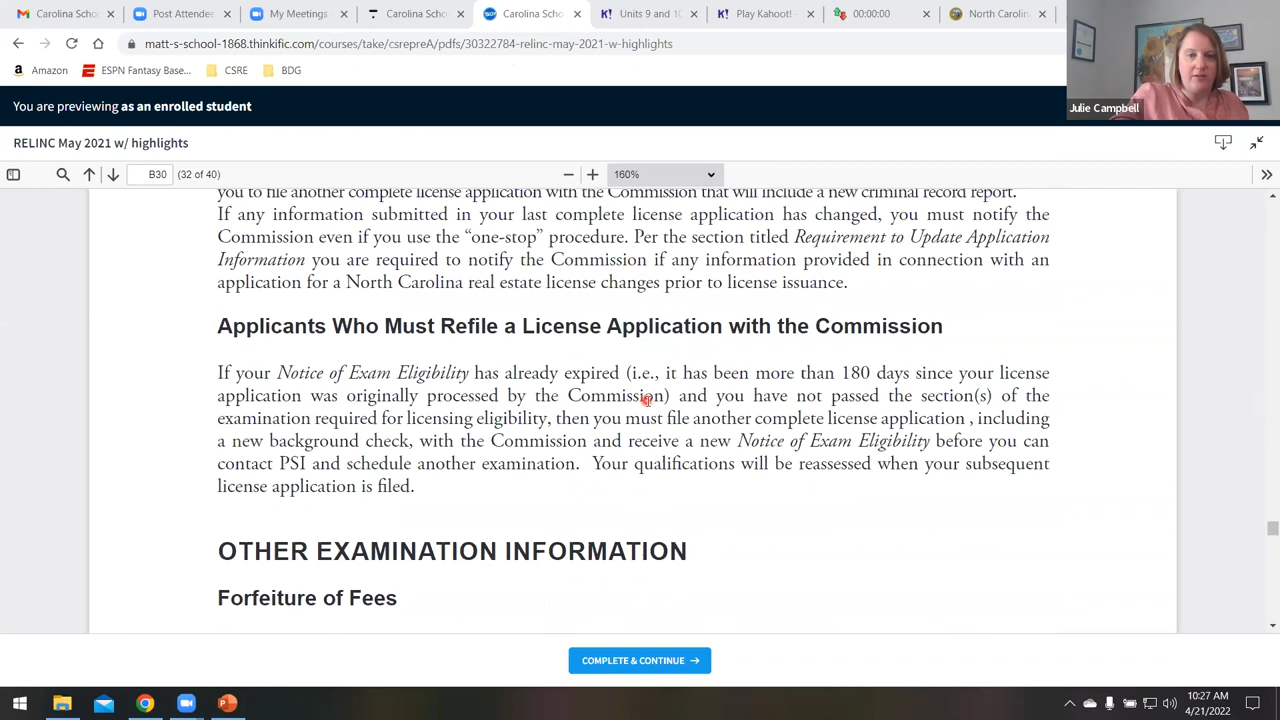 Carolina Scho
Post Attendee
My Meetings
Carolina Scho
Carolina Scho
Units 9 and 10
Play Kahoot! -
00:00:00
North Carolin
matt-s-school-1868.thinkific.com/courses/take/csreprepA/pdfs/30322784-relinc-may-2021-w-highlights
Amazon
ESPN Fantasy Base...
CSRE
BDG
Julie Campbell
You are previewing as an enrolled student
RELINC May 2021 w/ highlights
B30
(32 of 40)
160%
you to file another complete license application with the Commission that will include a new criminal record report.
If any information submitted in your last complete license application has changed, you must notify the
Commission even if you use the “one-stop” procedure. Per the section titled Requirement to Update Application
Information you are required to notify the Commission if any information provided in connection with an
application for a North Carolina real estate license changes prior to license issuance.
Applicants Who Must Refile a License Application with the Commission
If your Notice of Exam Eligibility has already expired (i.e., it has been more than 180 days since your license
application was originally processed by the Commission) and you have not passed the section(s) of the
examination required for licensing eligibility, then you must file another complete license application , including
a new background check, with the Commission and receive a new Notice of Exam Eligibility before you can
contact PSI and schedule another examination. Your qualifications will be reassessed when your subsequent
license application is filed.
OTHER EXAMINATION INFORMATION
Forfeiture of Fees
COMPLETE & CONTINUE →
10:27 AM
4/21/2022